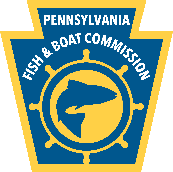 PENNSYLVANIA
FISH & BOAT COMMISSION